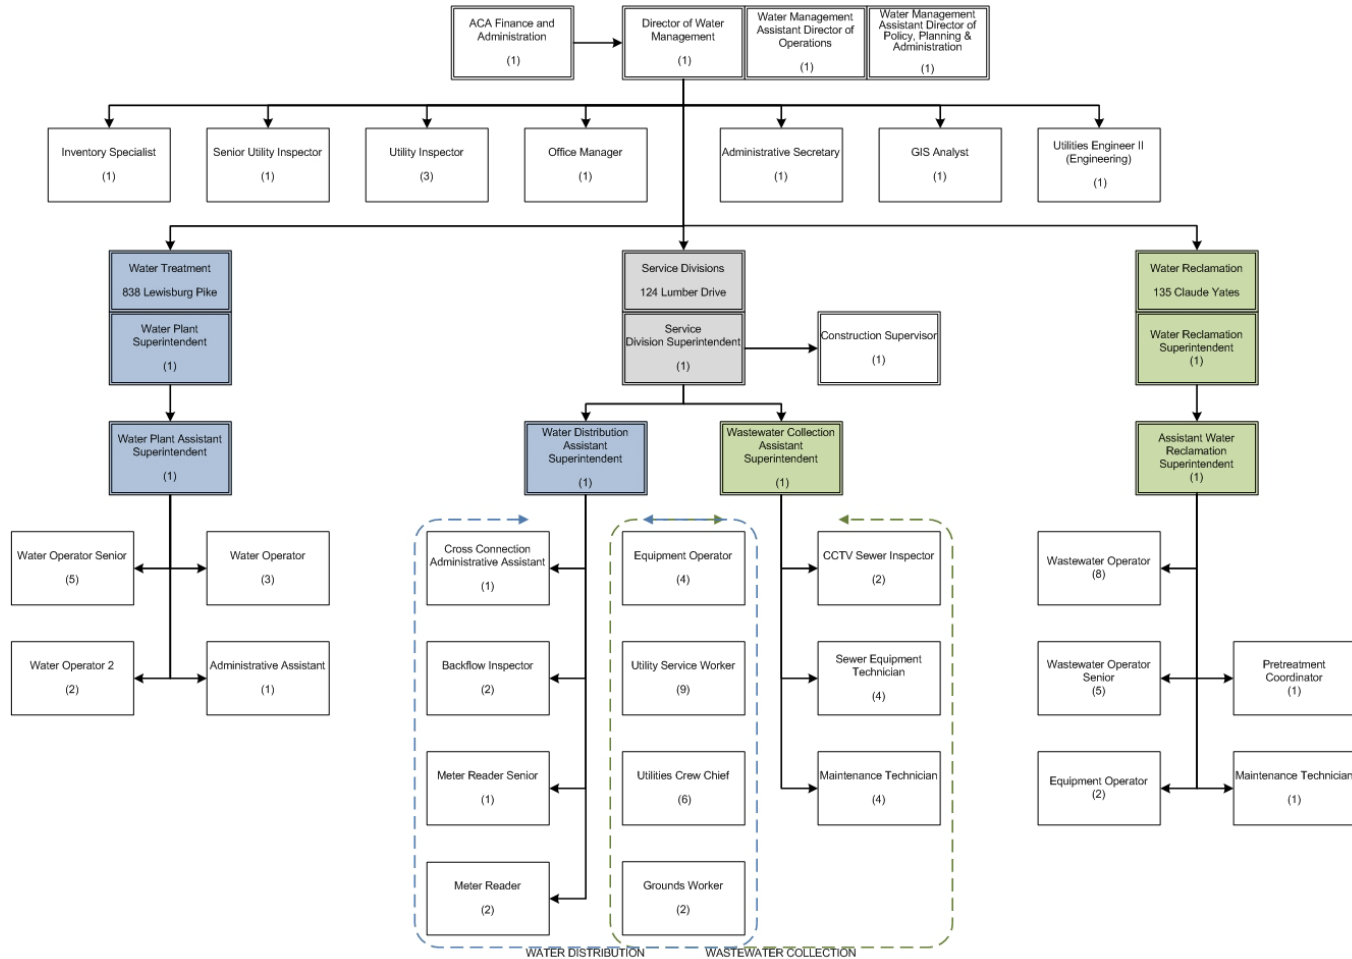 ACA Finance and
Administration
(1)
Director of Water
Management
(1)
Water Management
Assistant Director of
Operations
(1)
Water Management
Assistant Director of
Policy, Planning &
Administration
(1)
Inventory Specialist
(1)
Senior Utility Inspector
(1)
Utility Inspector
(3)
Office Manager
(1)
Administrative Secretary
(1)
GIS Analyst
(1)
Utilities Engineer II
(Engineering)
(1)
Water Treatment
838 Lewisburg Pike
Water Plant
Superintendent
(1)
Service Divisions
124 Lumber Drive
Service
Division Superintendent
(1)
Construction Supervisor
(1)
Water Reclamation
135 Claude Yates
Water Reclamation
Superintendent
(1)
Water Plant Assistant
Superintendent
(1)
Water Distribution
Assistant
Superintendent
(1)
Wastewater Collection
Assistant
Superintendent
(1)
Assistant Water
Reclamation
Superintendent
(1)
Water Operator Senior
(5)
Water Operator
(3)
Water Operator 2
(2)
Administrative Assistant
(1)
Cross Connection
Administrative Assistant
(1)
Backflow Inspector
(2)
Meter Reader Senior
(1)
Meter Reader
(2)
Equipment Operator
(4)
Utility Service Worker
(9)
Utilities Crew Chief
(6)
Grounds Worker
(2)
CCTV Sewer Inspector
(2)
Sewer Equipment
Technician
(4)
Maintenance Technician
(4)
Wastewater Operator
(8)
Wastewater Operator
Senior
(5)
Pretreatment
Coordinator
(1)
Equipment Operator
(2)
Maintenance Technician
(1)
WATER DISTRIBUTION
WASTEWATER COLLECTION